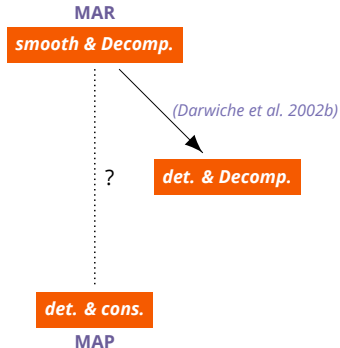 MAR
smooth & Decomp.
(Darwiche et al. 2002b)
?
det. & Decomp.
det. & cons.
MAP